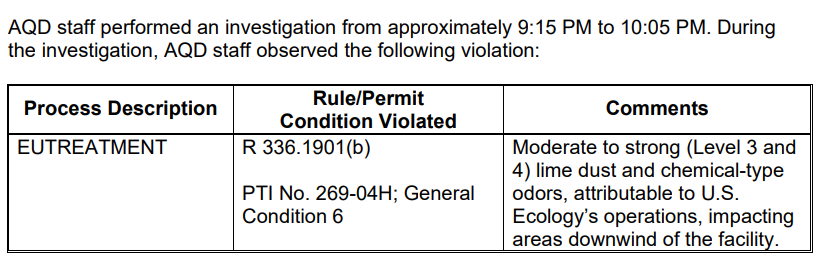 AQD staff performed an investigation from approximately 9:15 PM to 10:05 PM. During
the investigation, AQD staff observed the following violation:
Process Description
Rule/Permit
Condition Violated
Comments
EUTREATMENT
R 336.1901(b)
PTI No. 269-04H; General
Condition 6
Moderate to strong (Level 3 and
4) lime dust and chemical-type
odors, attributable to U.S.
Ecology’s operations, impacting
areas downwind of the facility.